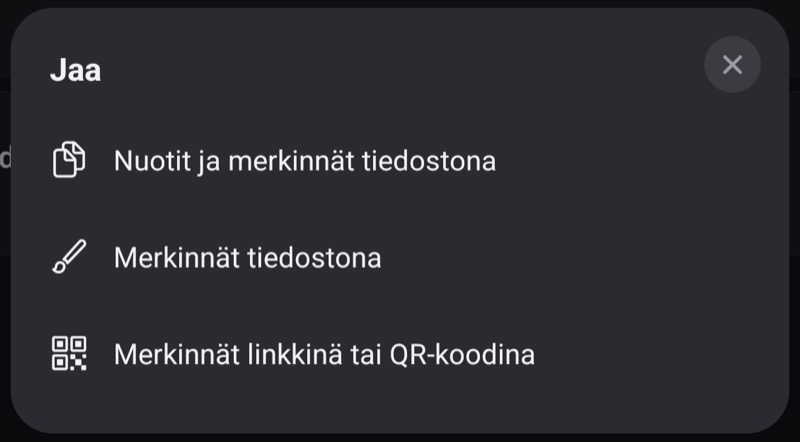 Jaa
Nuotit ja merkinnät tiedostona
Merkinnät tiedostona
Merkinnät linkkinä tai QR-koodina